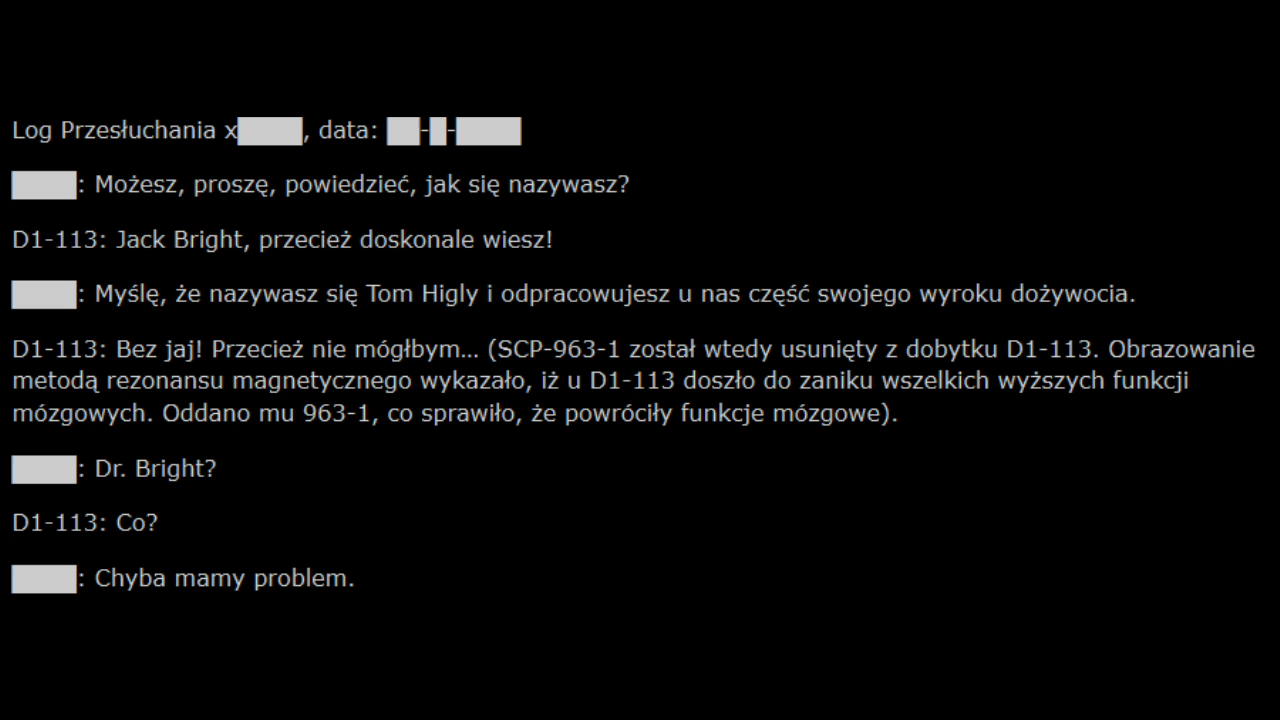 Log Przesłuchania x████, data: ██-█-████
████: Możesz, proszę, powiedzieć, jak się nazywasz?
D1-113: Jack Bright, przecież doskonale wiesz!
████: Myślę, że nazywasz się Tom Higly i odpracowujesz u nas część swojego wyroku dożywocia.
D1-113: Bez jaj! Przecież nie mógłbym... (SCP-963-1 został wtedy usunięty z dobytku D1-113. Obrazowanie
metodą rezonansu magnetycznego wykazało, iż u D1-113 doszło do zaniku wszelkich wyższych funkcji
mózgowych. Oddano mu 963-1, co sprawiło, że powróciły funkcje mózgowe).
████: Dr. Bright?
D1-113: Co?
████: Chyba mamy problem.